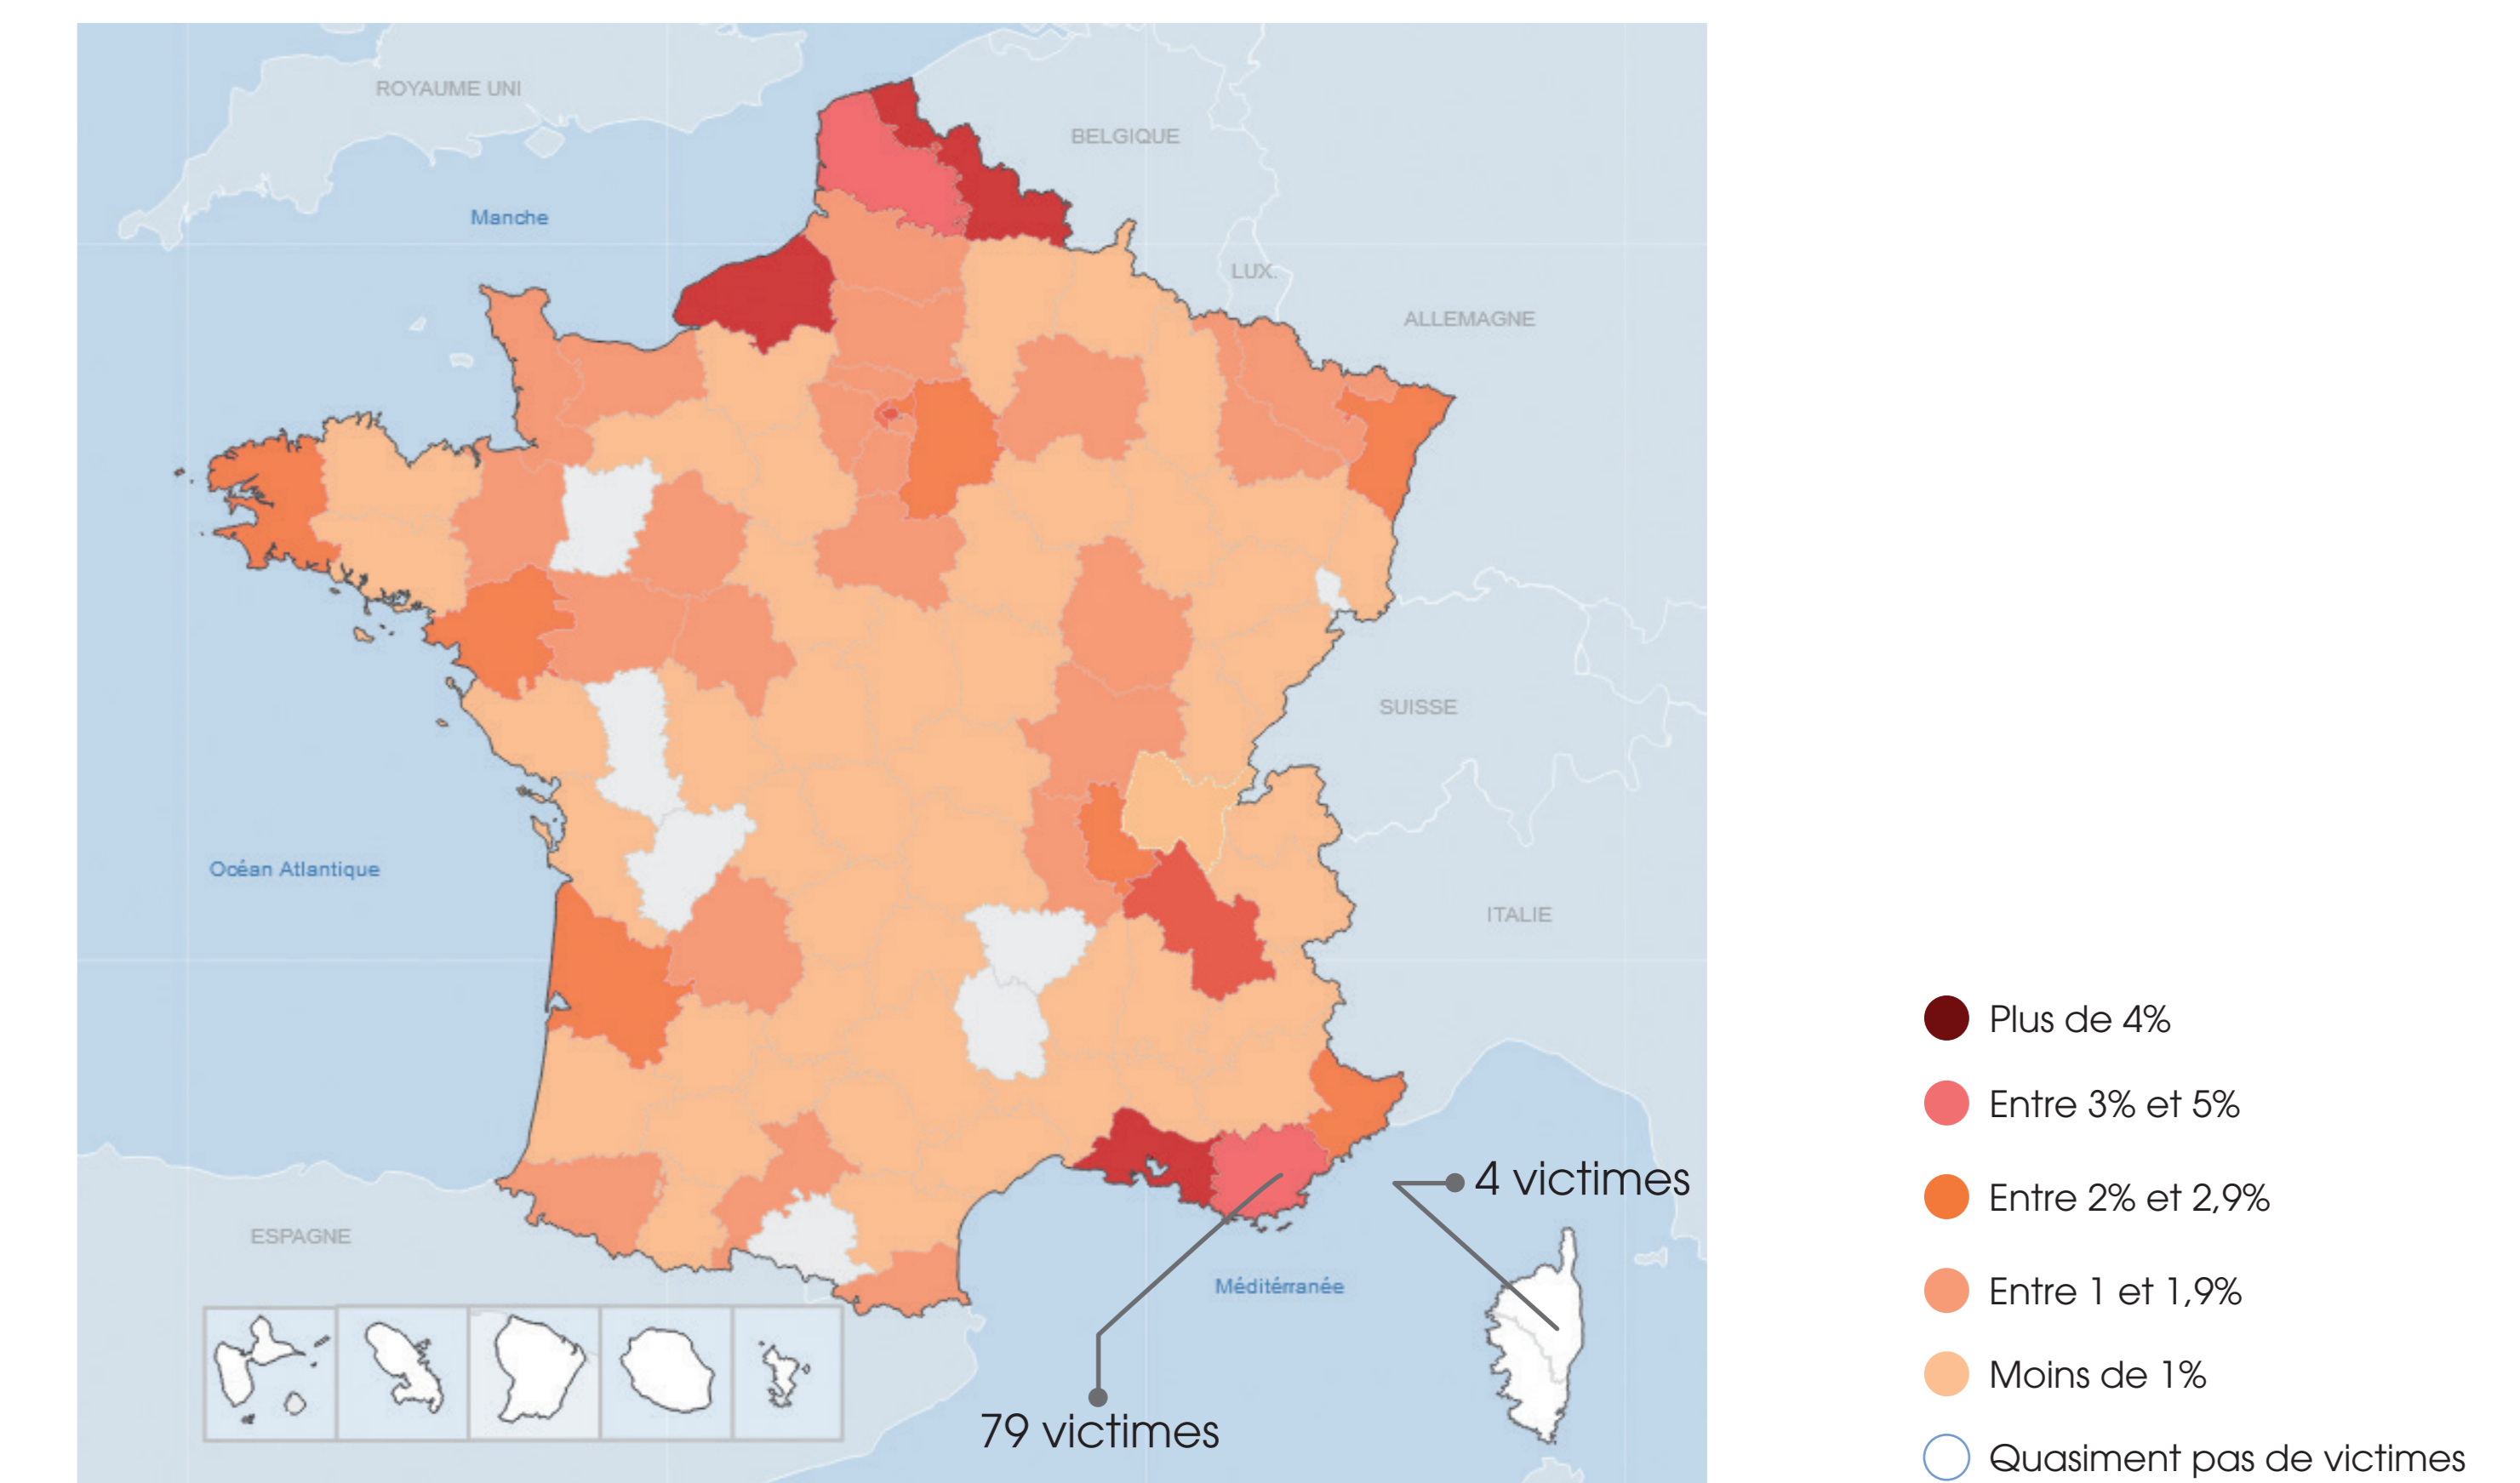 ROYAUME UNI
BELGIQUE
Manche
LUX.
ALLEMAGNE
SUISSE
Océan Atlantique
ITALIE
Plus de 4%
Entre 3% et 5%
4 victimes
Entre 2% et 2,9%
ESPAGNE
Méditérranée
Entre 1 et 1,9%
Moins de 1%
79 victimes
Quasiment pas de victimes